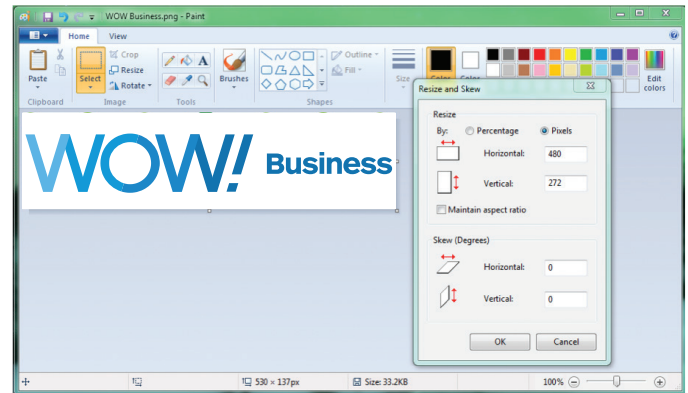 WOW Business.png - Paint
Home View
Paste
Select
Crop
Resize
Rotate
A
Brushes
Outline
Fill
Size
Color Color
Edit
colors
Clipboard Image Tools Shapes
WOW! Business
Resize and Skew
Resize
By: Percentage Pixels
Horizontal: 480
Vertical: 272
Maintain aspect ratio
Skew (Degrees)
Horizontal: 0
Vertical: 0
OK Cancel
530 × 137px Size: 33.2KB 100%